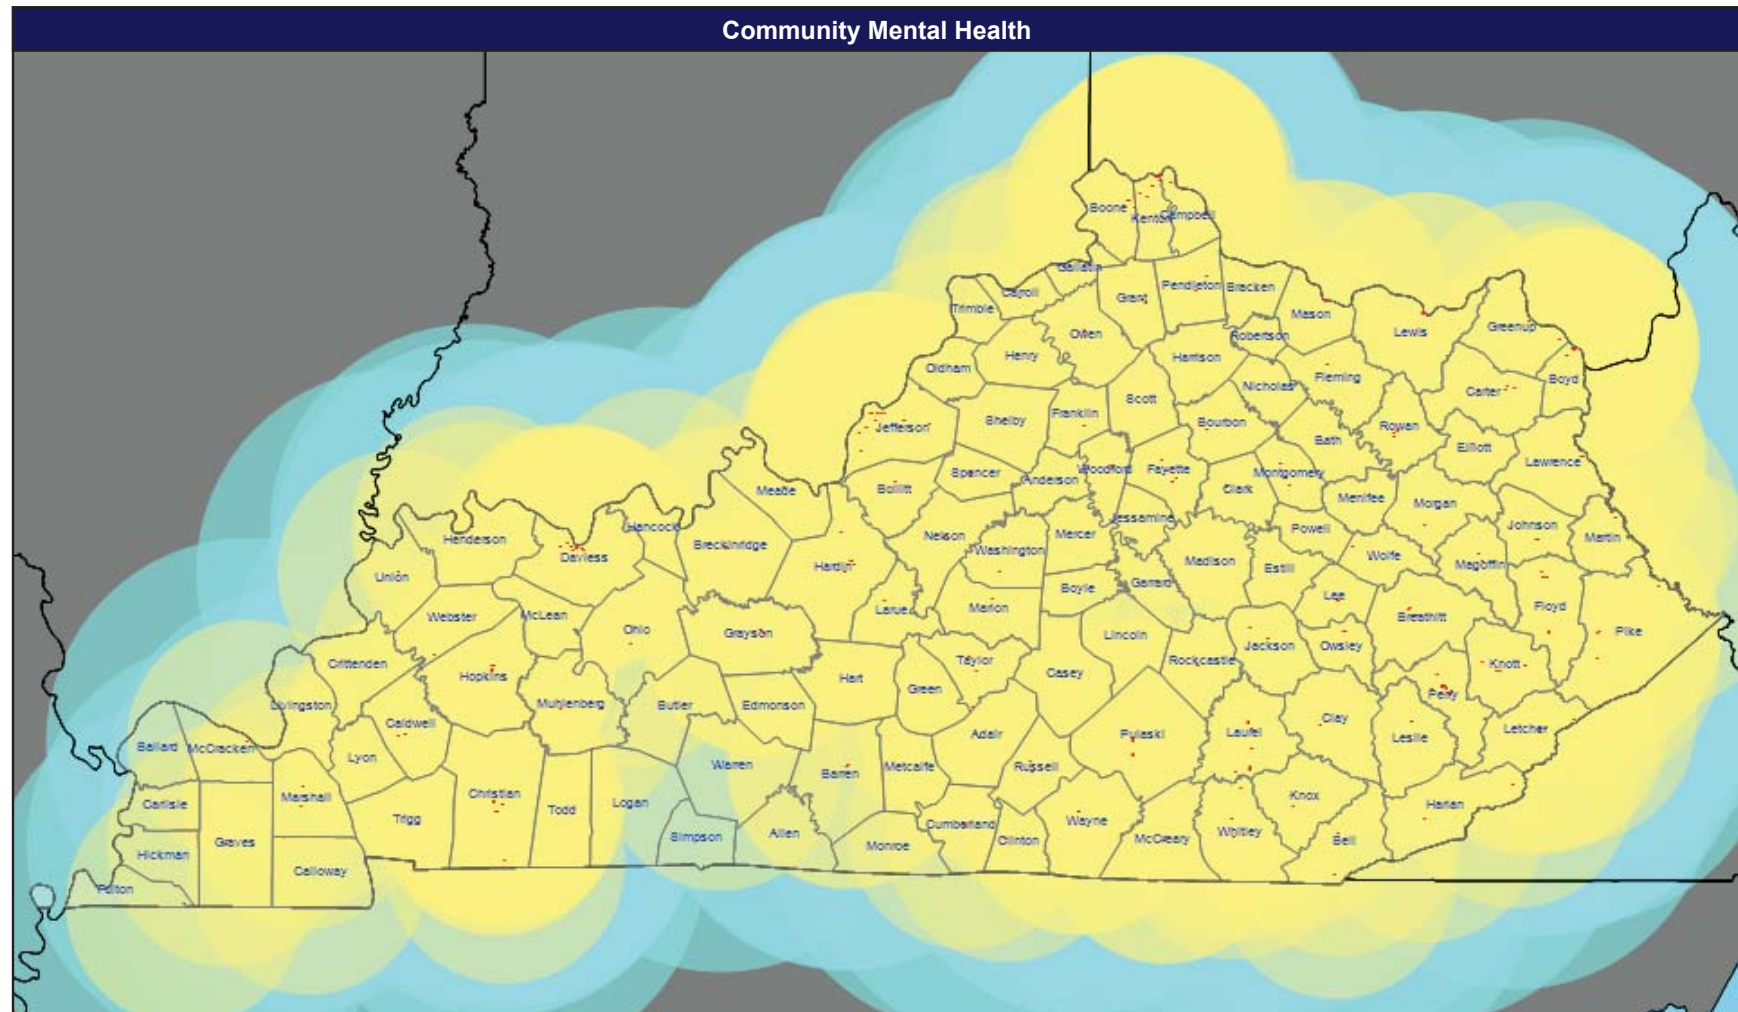 Community Mental Health
Boone
Kenton
Campbell
Gallatin
Carroll
Trimble
Grant
Pendleton
Bracken
Owen
Mason
Robertson
Lewis
Greenup
Oldham
Henry
Harrison
Nicholas
Fleming
Carter
Boyd
Jefferson
Shelby
Franklin
Scott
Bourbon
Bath
Rowan
Elliott
Lawrence
Meade
Bullitt
Spencer
Anderson
Woodford
Fayette
Clark
Montgomery
Menifee
Morgan
Johnson
Martin
Henderson
Daviess
Hancock
Breckinridge
Hardin
Nelson
Washington
Mercer
Jessamine
Madison
Powell
Estill
Wolfe
Magoffin
Union
Webster
McLean
Ohio
Grayson
Larue
Marion
Boyle
Garrard
Lee
Breathitt
Floyd
Pike
Crittenden
Hopkins
Muhlenberg
Butler
Edmonson
Hart
Green
Taylor
Casey
Lincoln
Rockcastle
Jackson
Owsley
Perry
Knott
Livingston
Caldwell
Lyon
Ballard
McCracken
Warren
Barren
Metcalfe
Adair
Russell
Pulaski
Laurel
Clay
Leslie
Letcher
Carlisle
Marshall
Trigg
Christian
Todd
Logan
Simpson
Allen
Monroe
Cumberland
Clinton
Wayne
McCreary
Whitley
Knox
Bell
Harlan
Hickman
Graves
Calloway
Fulton